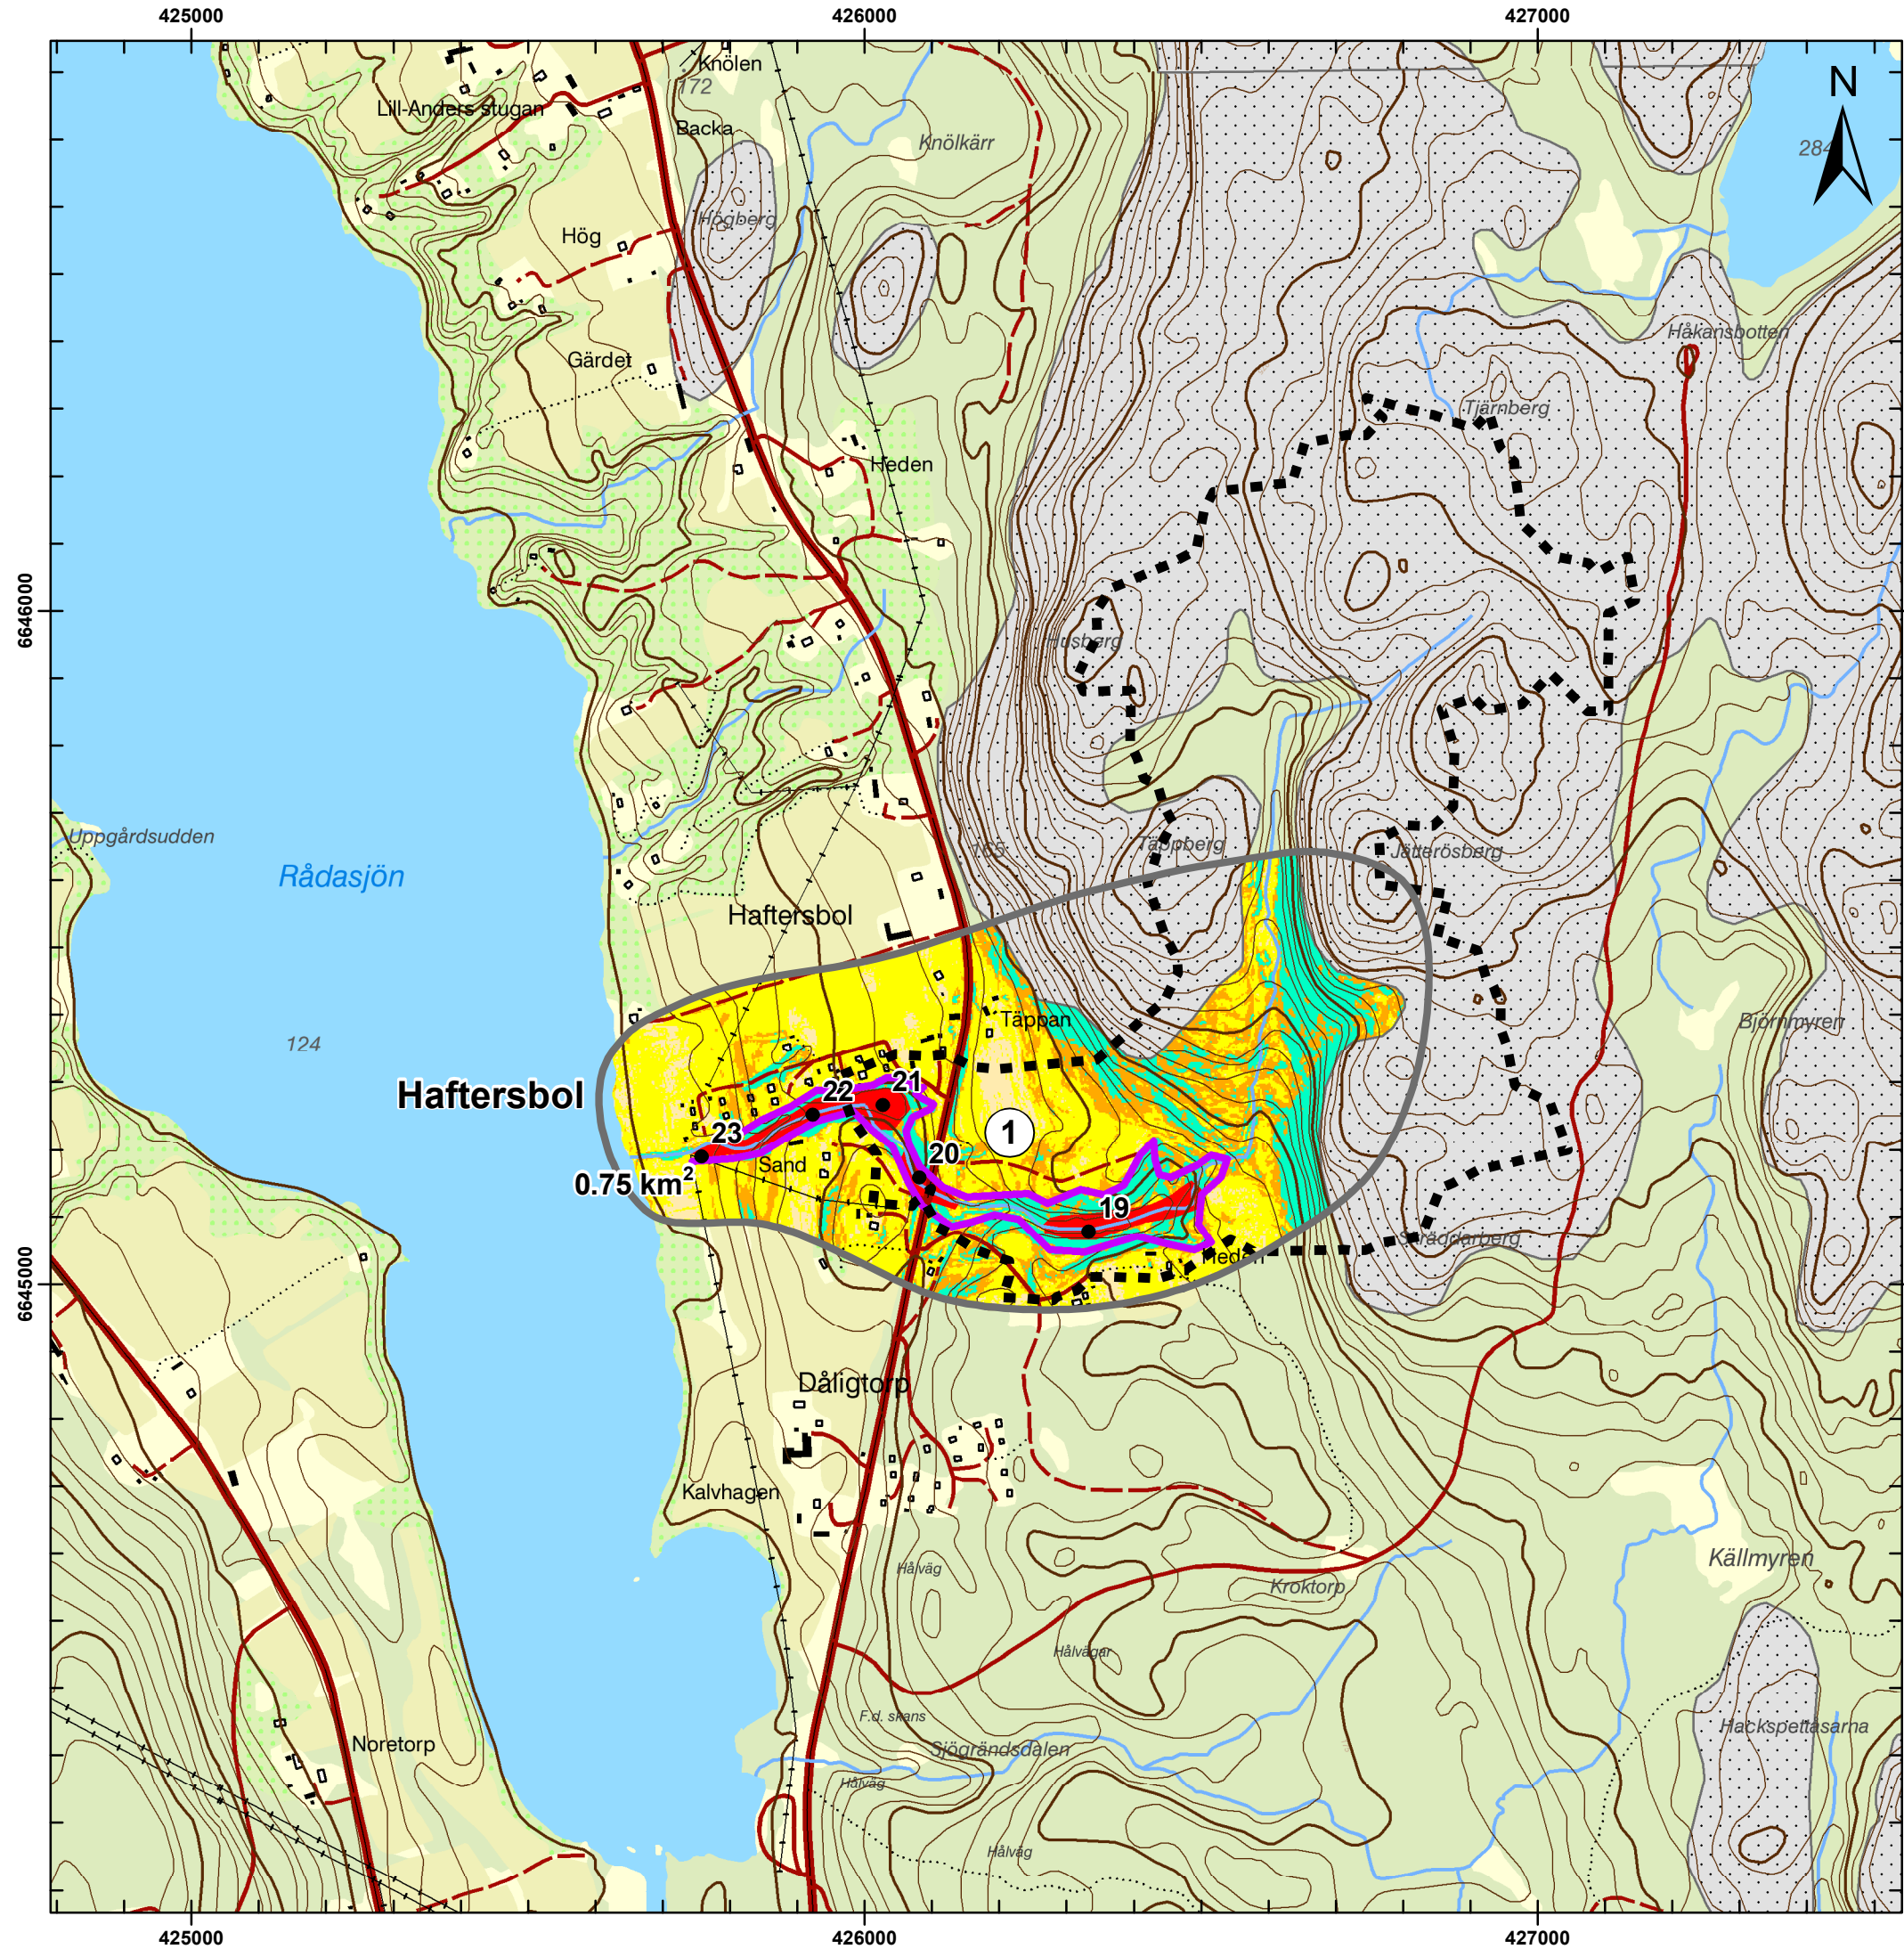 425000
426000
427000
N
Knölen
172
Lill-Anders stugan
Backa
Knölkärr
284
Högberg
Hög
Håkansbotten
Gärdet
Tjärnberg
Heden
6646000
Husberg
Uppgårdsudden
165
Täppberg
Jätterösberg
Rådasjön
Haftersbol
Täppan
Björnmyren
124
Haftersbol
22
21
1
23
20
Sand
0.75 km²
19
Skräddarberg
Heden
6645000
Dåligtorp
Kalvhagen
Källmyren
Hålväg
Kroktorp
Hålvägar
F.d. skans
Hackspettåsarna
Noretorp
Sjögrändsdalen
Hålväg
Hålväg
425000
426000
427000